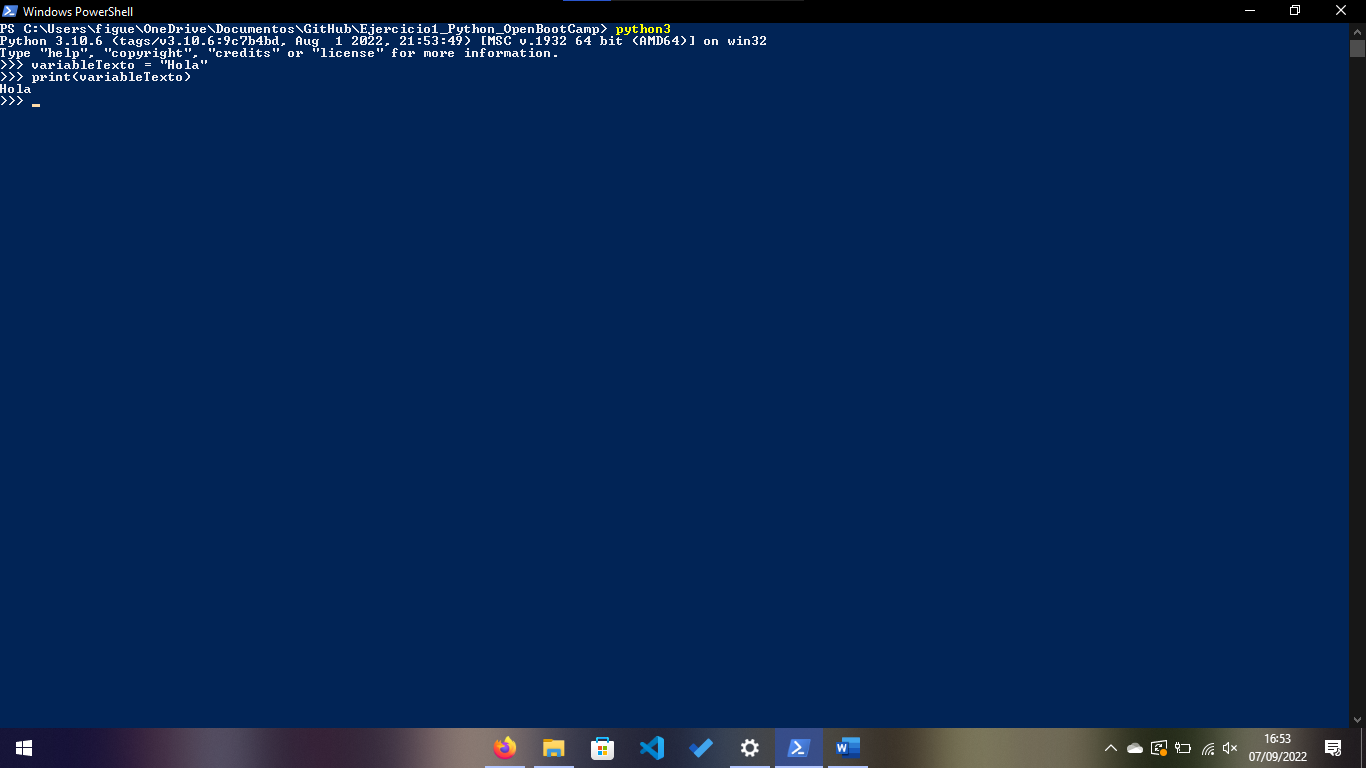 Windows PowerShell
PS C:\Users\figue\OneDrive\Documentos\GitHub\Ejercicio1_Python_OpenBootCamp> python3
Python 3.10.6 (tags/v3.10.6:9c7b4bd, Aug  1 2022, 21:53:49) [MSC v.1932 64 bit (AMD64)] on win32
Type "help", "copyright", "credits" or "license" for more information.
>>> variableTexto = "Hola"
>>> print(variableTexto)
Hola
>>>
16:53
07/09/2022